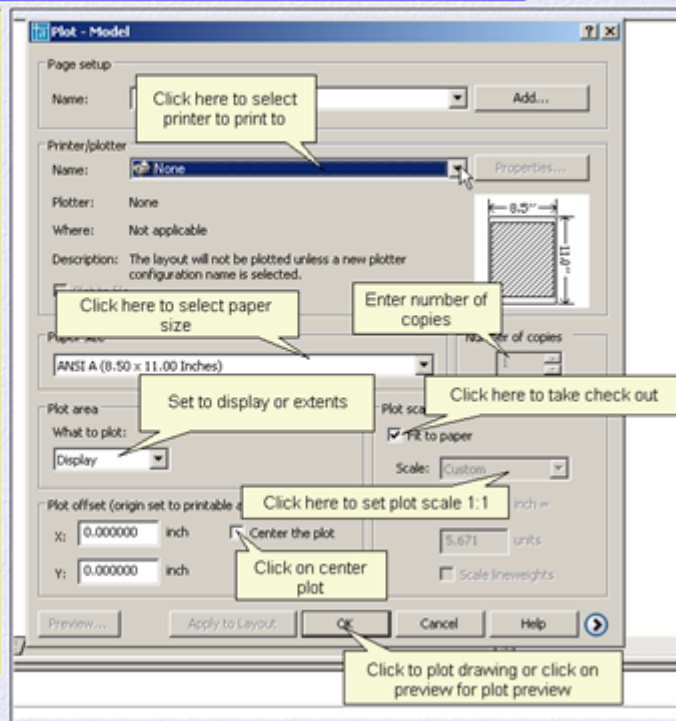 Plot - Model
Page setup
Name:
Add...
Click here to select
printer to print to
Printer/plotter
Name:
None
Properties...
Plotter:
None
Where:
Not applicable
Description:
The layout will not be plotted unless a new plotter
configuration name is selected.
8.5"
11.0"
Click here to select paper
size
Enter number of
copies
Number of copies
ANSI A (8.50 x 11.00 Inches)
1
Plot area
What to plot:
Display
Set to display or extents
Click here to take check out
Fit to paper
Scale:
Custom
Plot offset (origin set to printable
Click here to set plot scale 1:1
inch =
X:
0.000000
inch
Center the plot
5.671
units
Y:
0.000000
inch
Click on center
plot
Scale lineweights
Preview...
Apply to Layout
OK
Cancel
Help
Click to plot drawing or click on
preview for plot preview